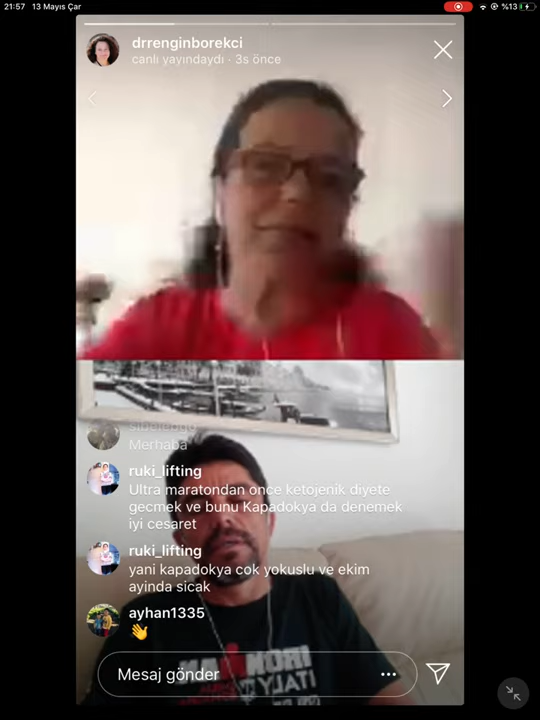 21:57 13 Mayıs Çar %13
drrenginborekci
canlı yayındaydı · 3s önce
Merhaba
ruki_lifting
Ultra maratondan once ketojenik diyete
gecmek ve bunu Kapadokya da denemek
iyi cesaret
ruki_lifting
yani kapadokya cok yokuslu ve ekim
ayinda sicak
ayhan1335
👋
IRONMAN
ITALY
Mesaj gönder